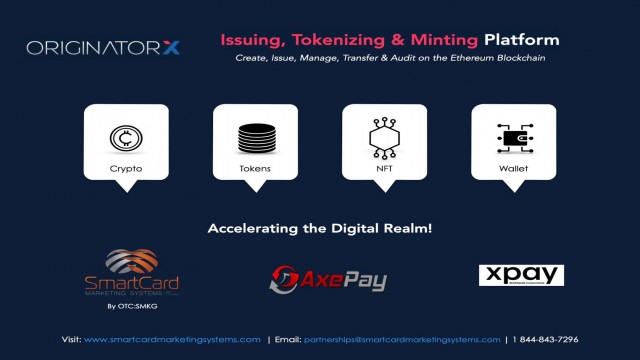 ORIGINATORX
Issuing, Tokenizing & Minting Platform
Create, Issue, Manage, Transfer & Audit on the Ethereum Blockchain
Crypto
Tokens
NFT
Wallet
Accelerating the Digital Realm!
SmartCard
MARKETING SYSTEMS
By OTC:SMKG
AxePay
xpay
Visit: www.smartcardmarketingsystems.com | Email: partnerships@smartcardmarketingsystems.com | 1 844-843-7296